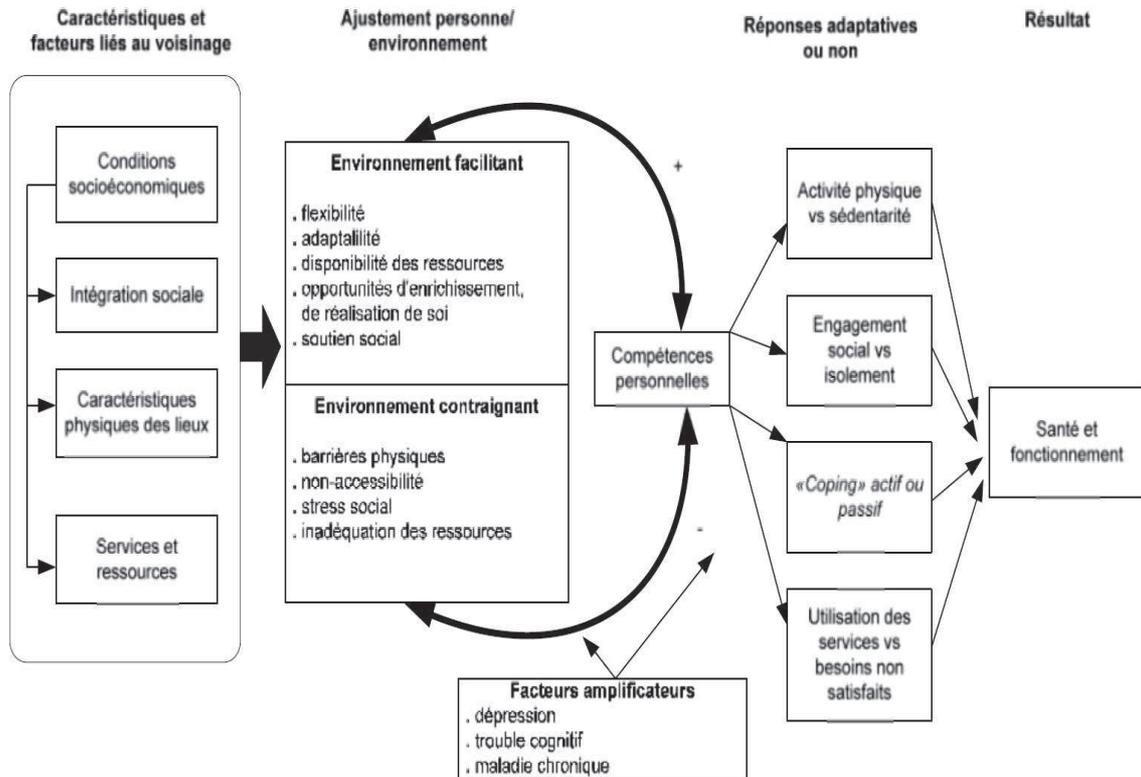 Caractéristiques et
facteurs liés au voisinage
Ajustement personne/
environnement
Réponses adaptatives
ou non
Résultat
Conditions
socioéconomiques
Intégration sociale
Caractéristiques
physiques des lieux
Services et
ressources
Environnement facilitant
. flexibilité
. adaptalilité
. disponibilité des ressources
. opportunités d'enrichissement,
de réalisation de soi
. soutien social
Environnement contraignant
. barrières physiques
. non-accessibilité
. stress social
. inadéquation des ressources
+
-
Facteurs amplificateurs
. dépression
. trouble cognitif
. maladie chronique
Compétences
personnelles
Activité physique
vs sédentarité
Engagement
social vs
isolement
«Coping» actif ou
passif
Utilisation des
services vs
besoins non
satisfaits
Santé et
fonctionnement